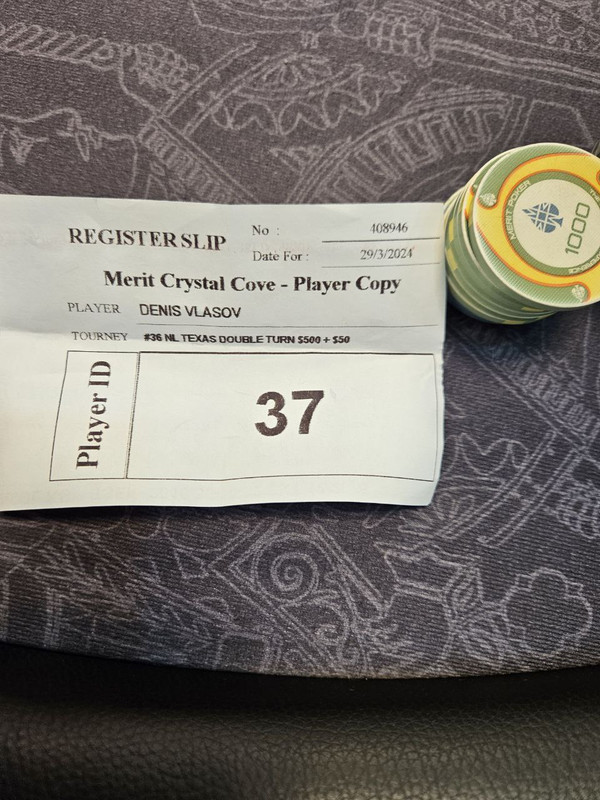 REGISTER SLIP
No : 408946
Date For : 29/3/2024
Merit Crystal Cove - Player Copy
PLAYER DENIS VLASOV
TOURNEY #36 NL TEXAS DOUBLE TURN $500 + $50
Player ID
37
MERIT POKER
1000